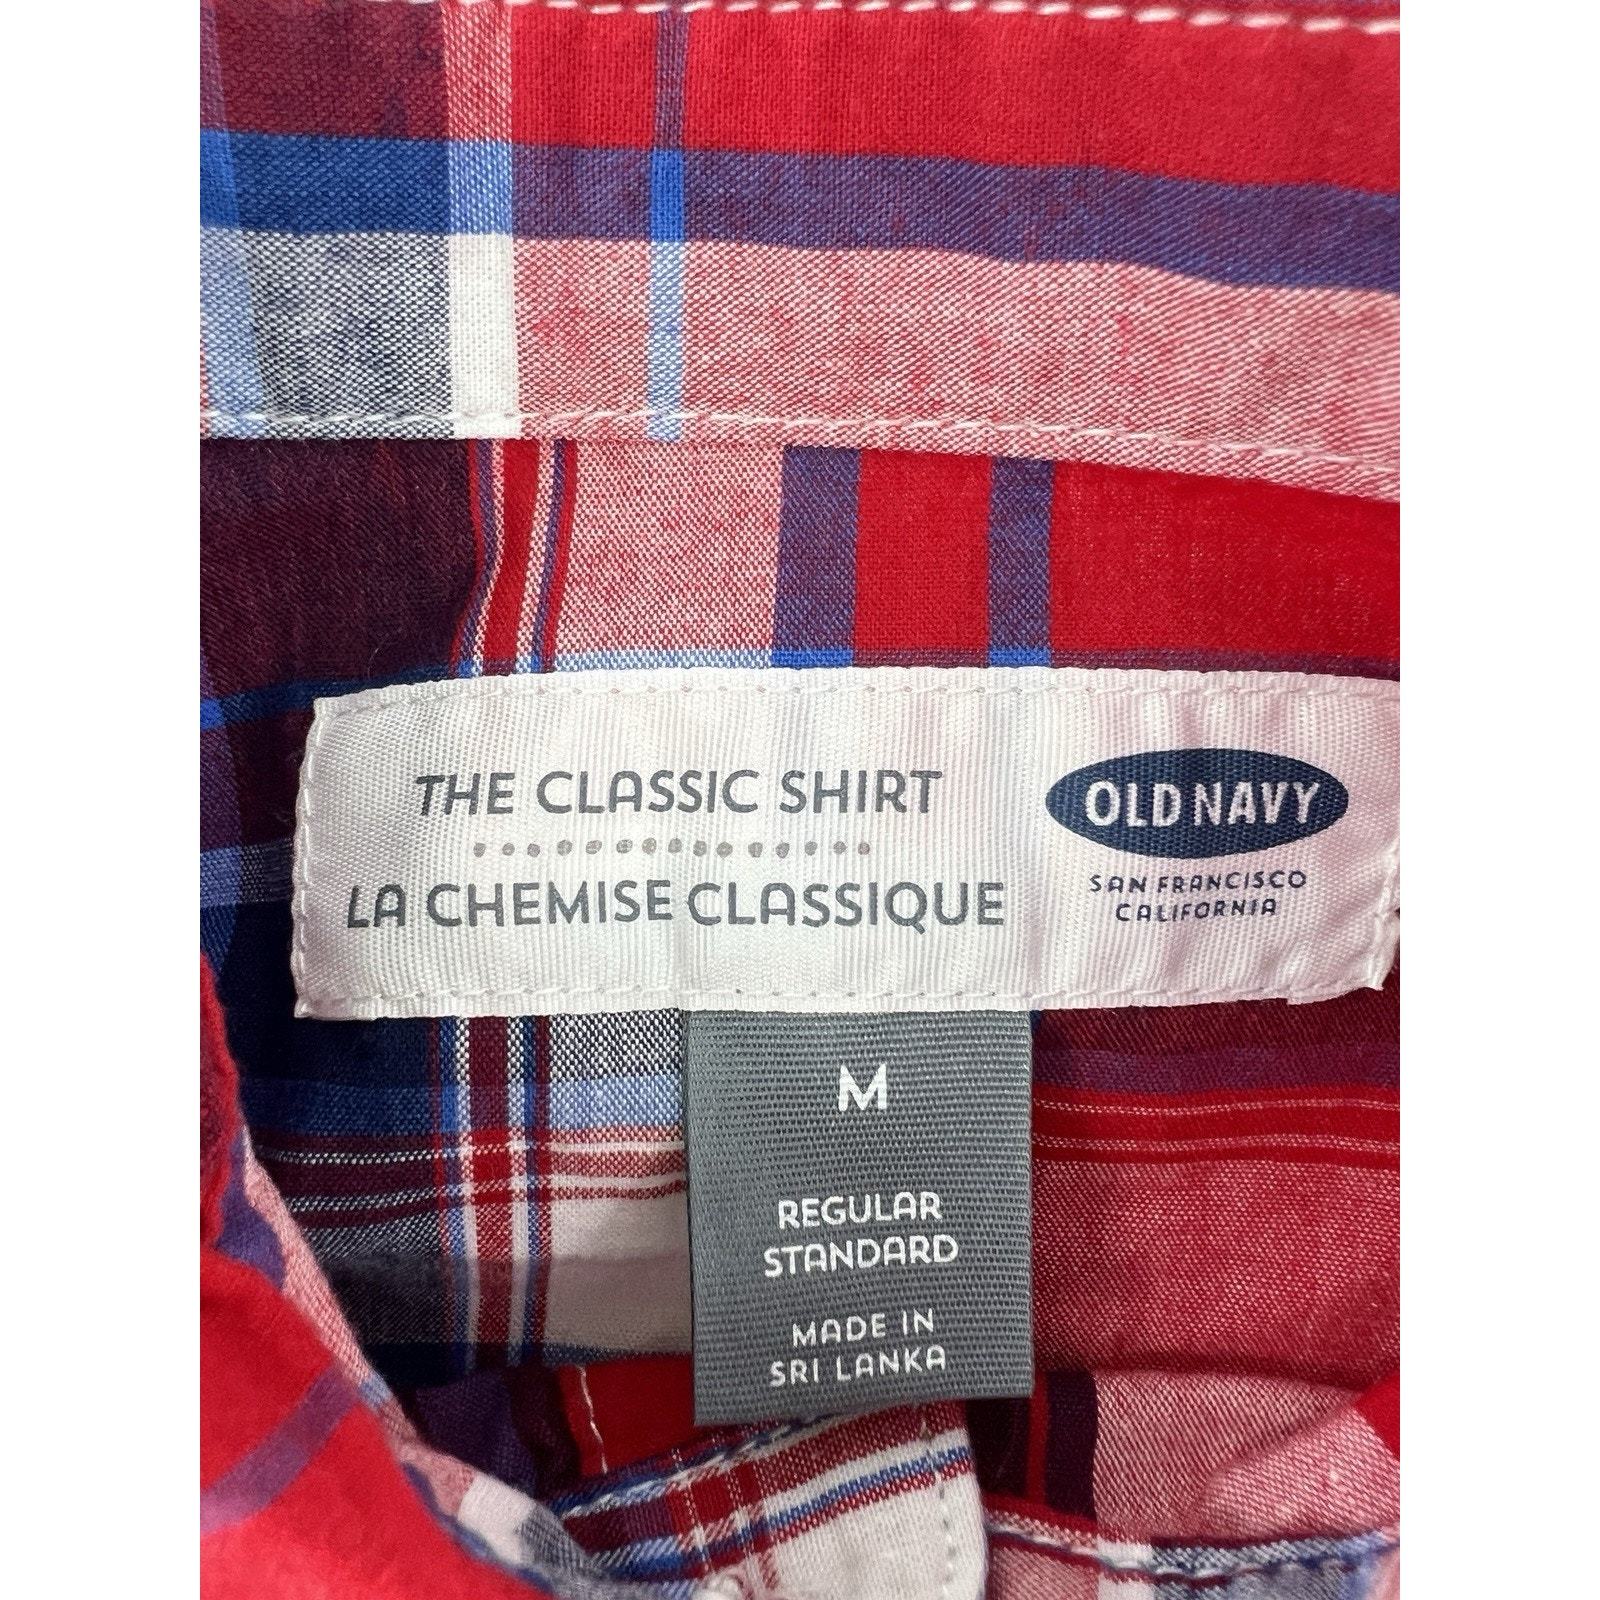 THE CLASSIC SHIRT
LA CHEMISE CLASSIQUE
OLD NAVY
SAN FRANCISCO
CALIFORNIA
M
REGULAR
STANDARD
MADE IN
SRI LANKA